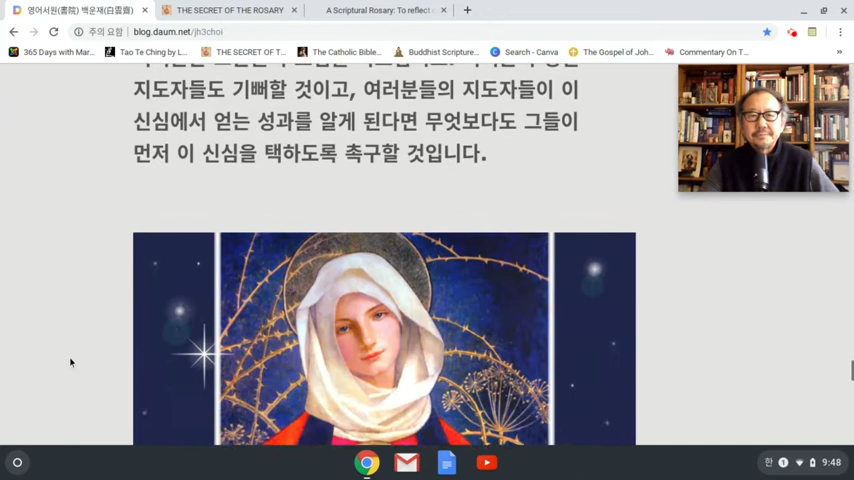 영어서원(書院) 백운재(白雲齋)
THE SECRET OF THE ROSARY
A Scriptural Rosary: To reflect
주의 요함
blog.daum.net/jh3choi
365 Days with Mar...
Tao Te Ching by L...
THE SECRET OF T...
The Catholic Bible...
Buddhist Scripture...
Search - Canva
The Gospel of Joh...
Commentary On T...
지도자들도 기뻐할 것이고, 여러분들의 지도자들이 이
신심에서 얻는 성과를 알게 된다면 무엇보다도 그들이
먼저 이 신심을 택하도록 촉구할 것입니다.
한
1
9:48